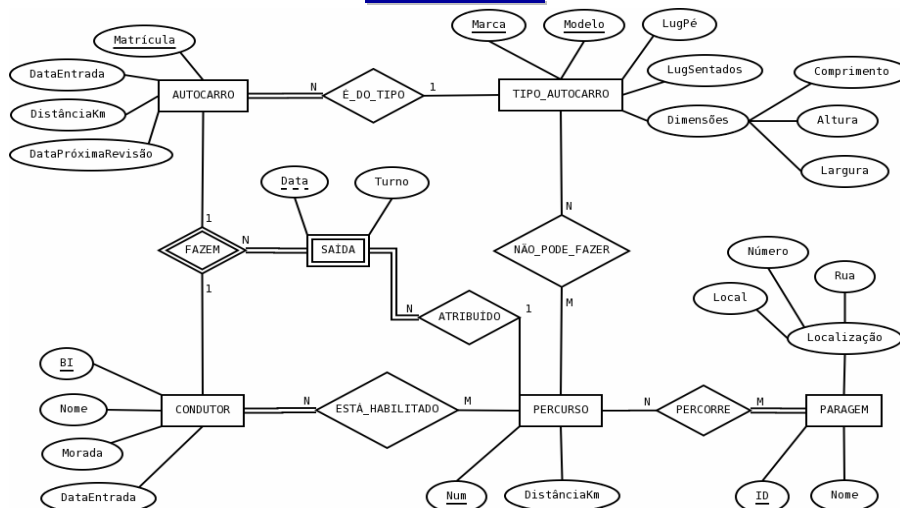 Marca
Modelo
LugPé
Matrícula
DataEntrada
LugSentados
Comprimento
AUTOCARRO
N
É_DO_TIPO
1
TIPO_AUTOCARRO
DistânciaKm
Dimensões
Altura
DataPróximaRevisão
Largura
Data
Turno
1
N
FAZEM
N
SAÍDA
NÃO_PODE_FAZER
Número
Rua
1
Local
N
ATRIBUÍDO
1
M
Localização
BI
Nome
CONDUTOR
N
ESTÁ_HABILITADO
M
PERCURSO
N
PERCORRE
M
PARAGEM
Morada
DataEntrada
Num
DistânciaKm
ID
Nome